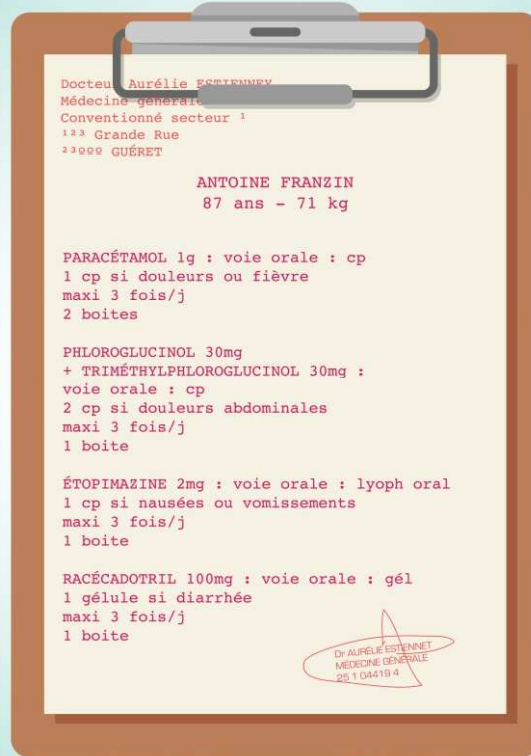 Docteur Aurélie
Médecine générale
Conventionné secteur ¹
¹²³ Grande Rue
²³⁰⁰⁰ GUÉRET
ANTOINE FRANZIN
87 ans - 71 kg
PARACÉTAMOL 1g : voie orale : cp
1 cp si douleurs ou fièvre
maxi 3 fois/j
2 boites
PHLOROGLUCINOL 30mg
+ TRIMÉTHYLPHLOROGLUCINOL 30mg :
voie orale : cp
2 cp si douleurs abdominales
maxi 3 fois/j
1 boite
ÉTOPIMAZINE 2mg : voie orale : lyoph oral
1 cp si nausées ou vomissements
maxi 3 fois/j
1 boite
RACÉCADOTRIL 100mg : voie orale : gél
1 gélule si diarrhée
maxi 3 fois/j
1 boite
Dr AURÉLIE ESTIENNET
MÉDECINE GÉNÉRALE
25 1 04419 4